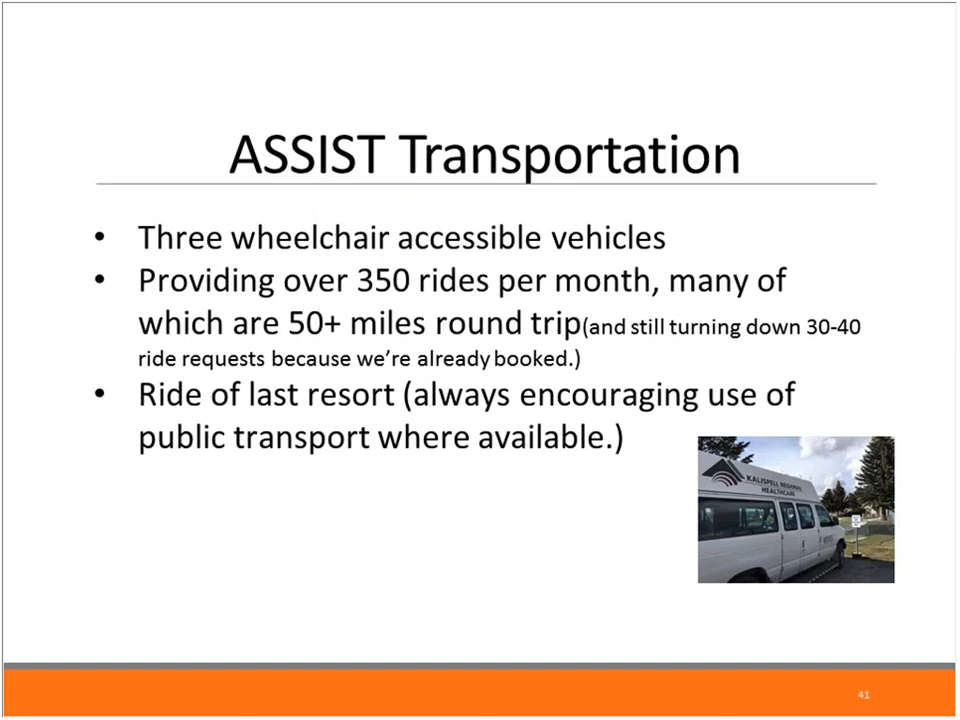 ASSIST Transportation
• Three wheelchair accessible vehicles
• Providing over 350 rides per month, many of
which are 50+ miles round trip(and still turning down 30-40
ride requests because we’re already booked.)
• Ride of last resort (always encouraging use of
public transport where available.)
KALISPELL REGIONAL
HEALTHCARE
41